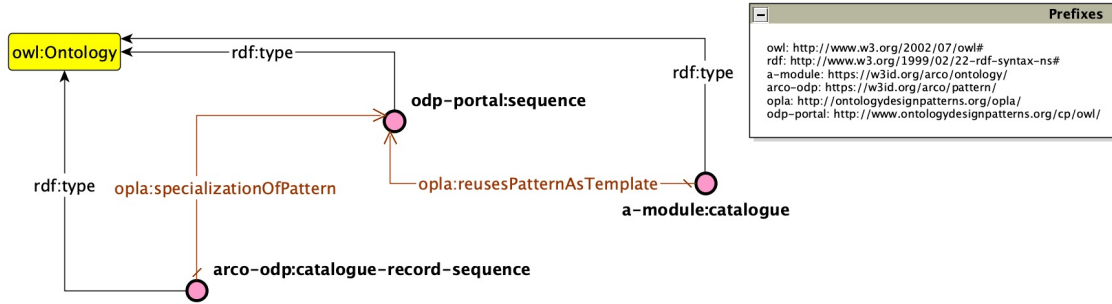 Prefixes
owl:Ontology
rdf:type
owl: http://www.w3.org/2002/07/owl#
rdf: http://www.w3.org/1999/02/22-rdf-syntax-ns#
a-module: https://w3id.org/arco/ontology/
arco-odp: https://w3id.org/arco/pattern/
opla: http://ontologydesignpatterns.org/opla/
odp-portal: http://www.ontologydesignpatterns.org/cp/owl/
rdf:type
odp-portal:sequence
rdf:type
opla:specializationOfPattern
opla:reusesPatternAsTemplate
a-module:catalogue
arco-odp:catalogue-record-sequence